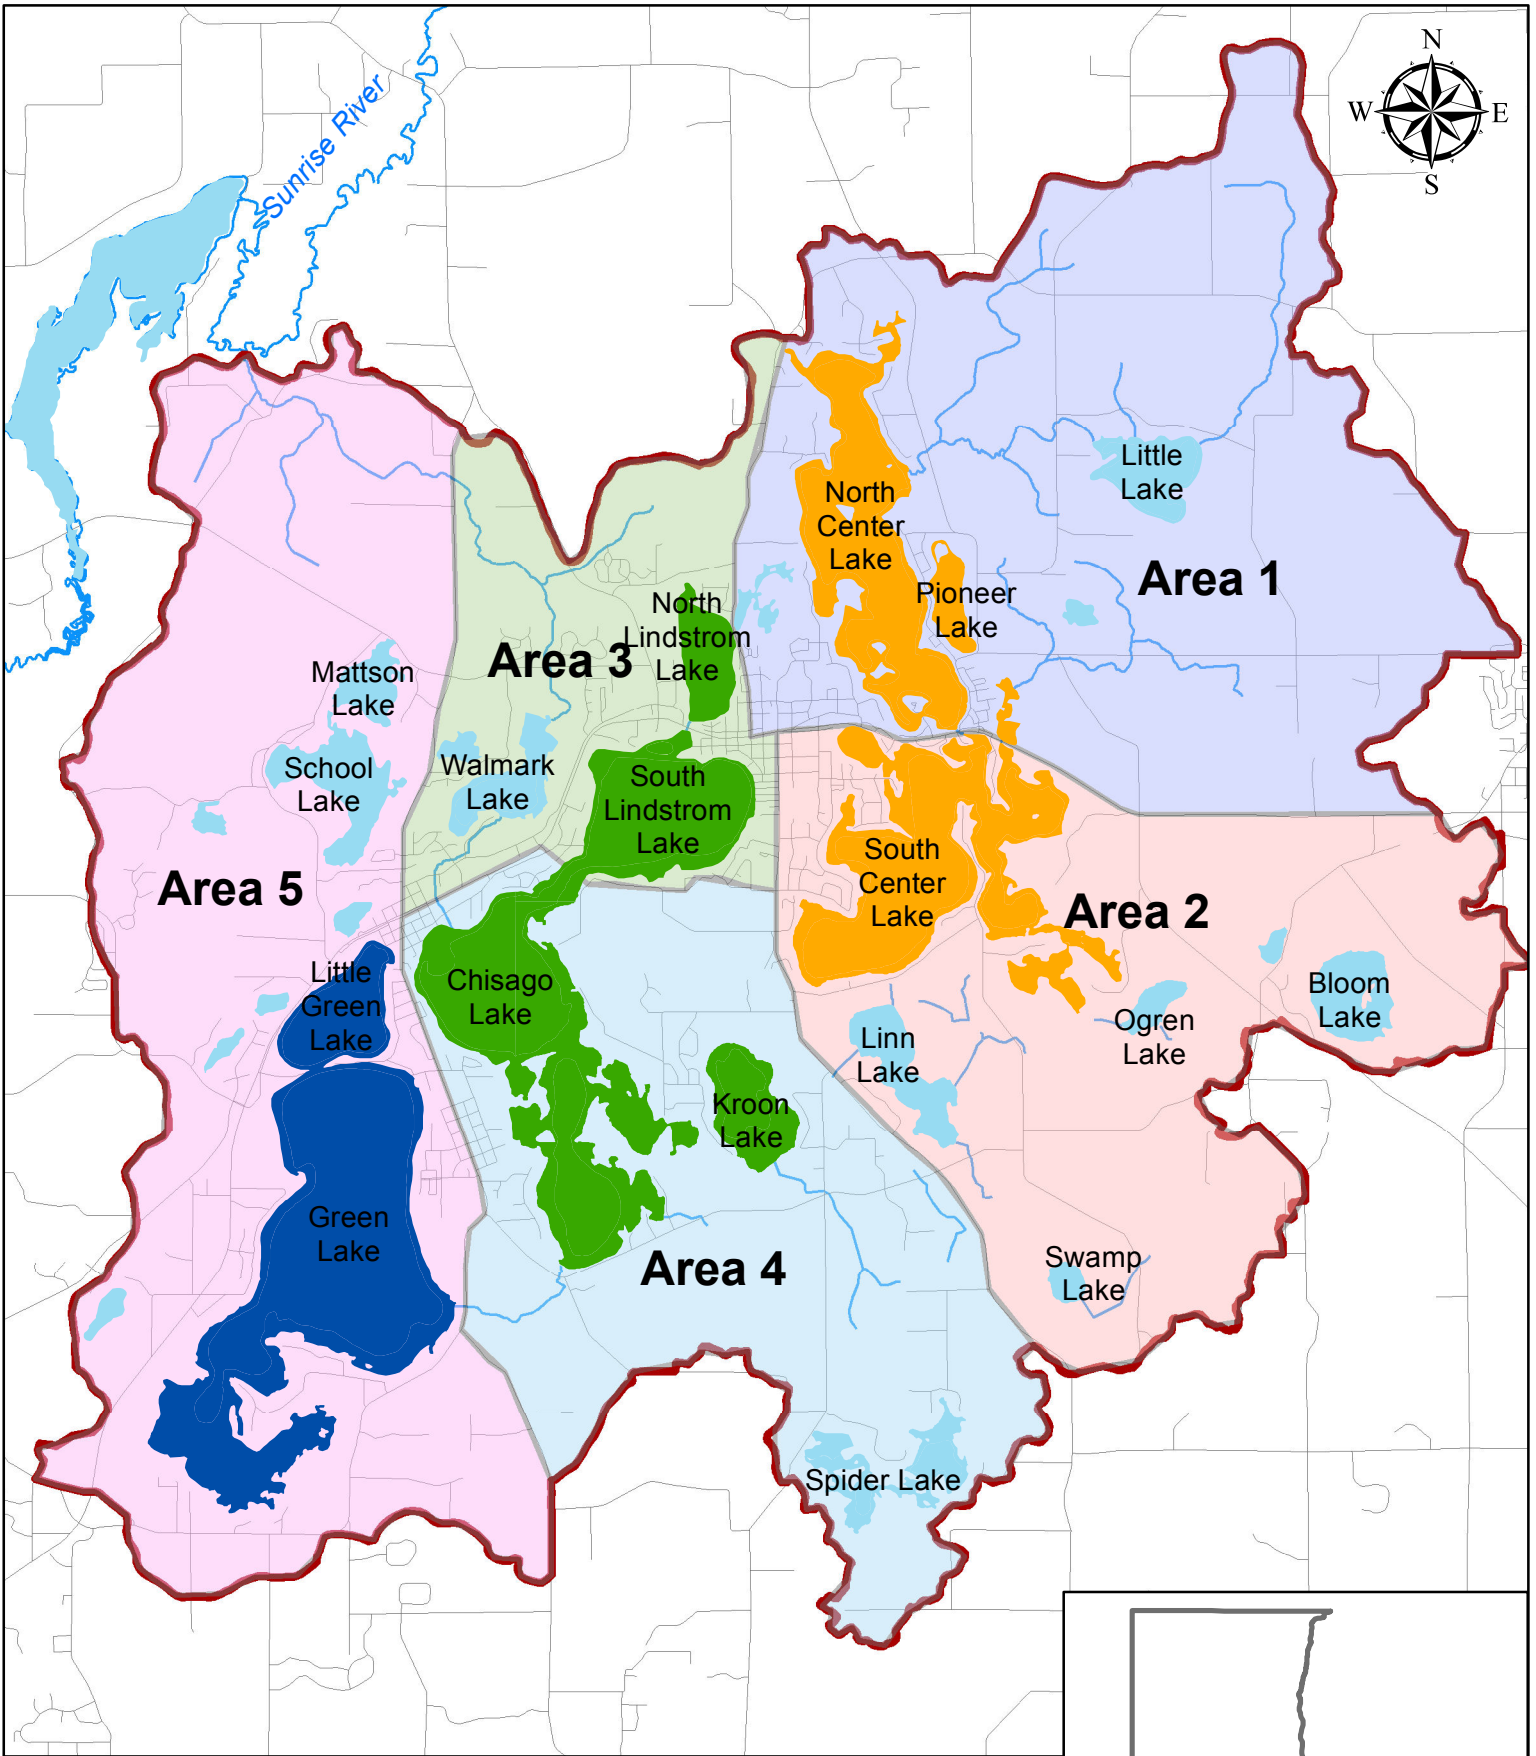 N
W
E
S
Sunrise River
Little
Lake
North
Center
Lake
Area 1
Pioneer
Lake
North
Lindstrom
Lake
Area 3
Mattson
Lake
School
Lake
Walmark
Lake
South
Lindstrom
Lake
South
Center
Lake
Area 5
Area 2
Little
Green
Lake
Chisago
Lake
Bloom
Lake
Ogren
Lake
Linn
Lake
Kroon
Lake
Green
Lake
Area 4
Swamp
Lake
Spider Lake